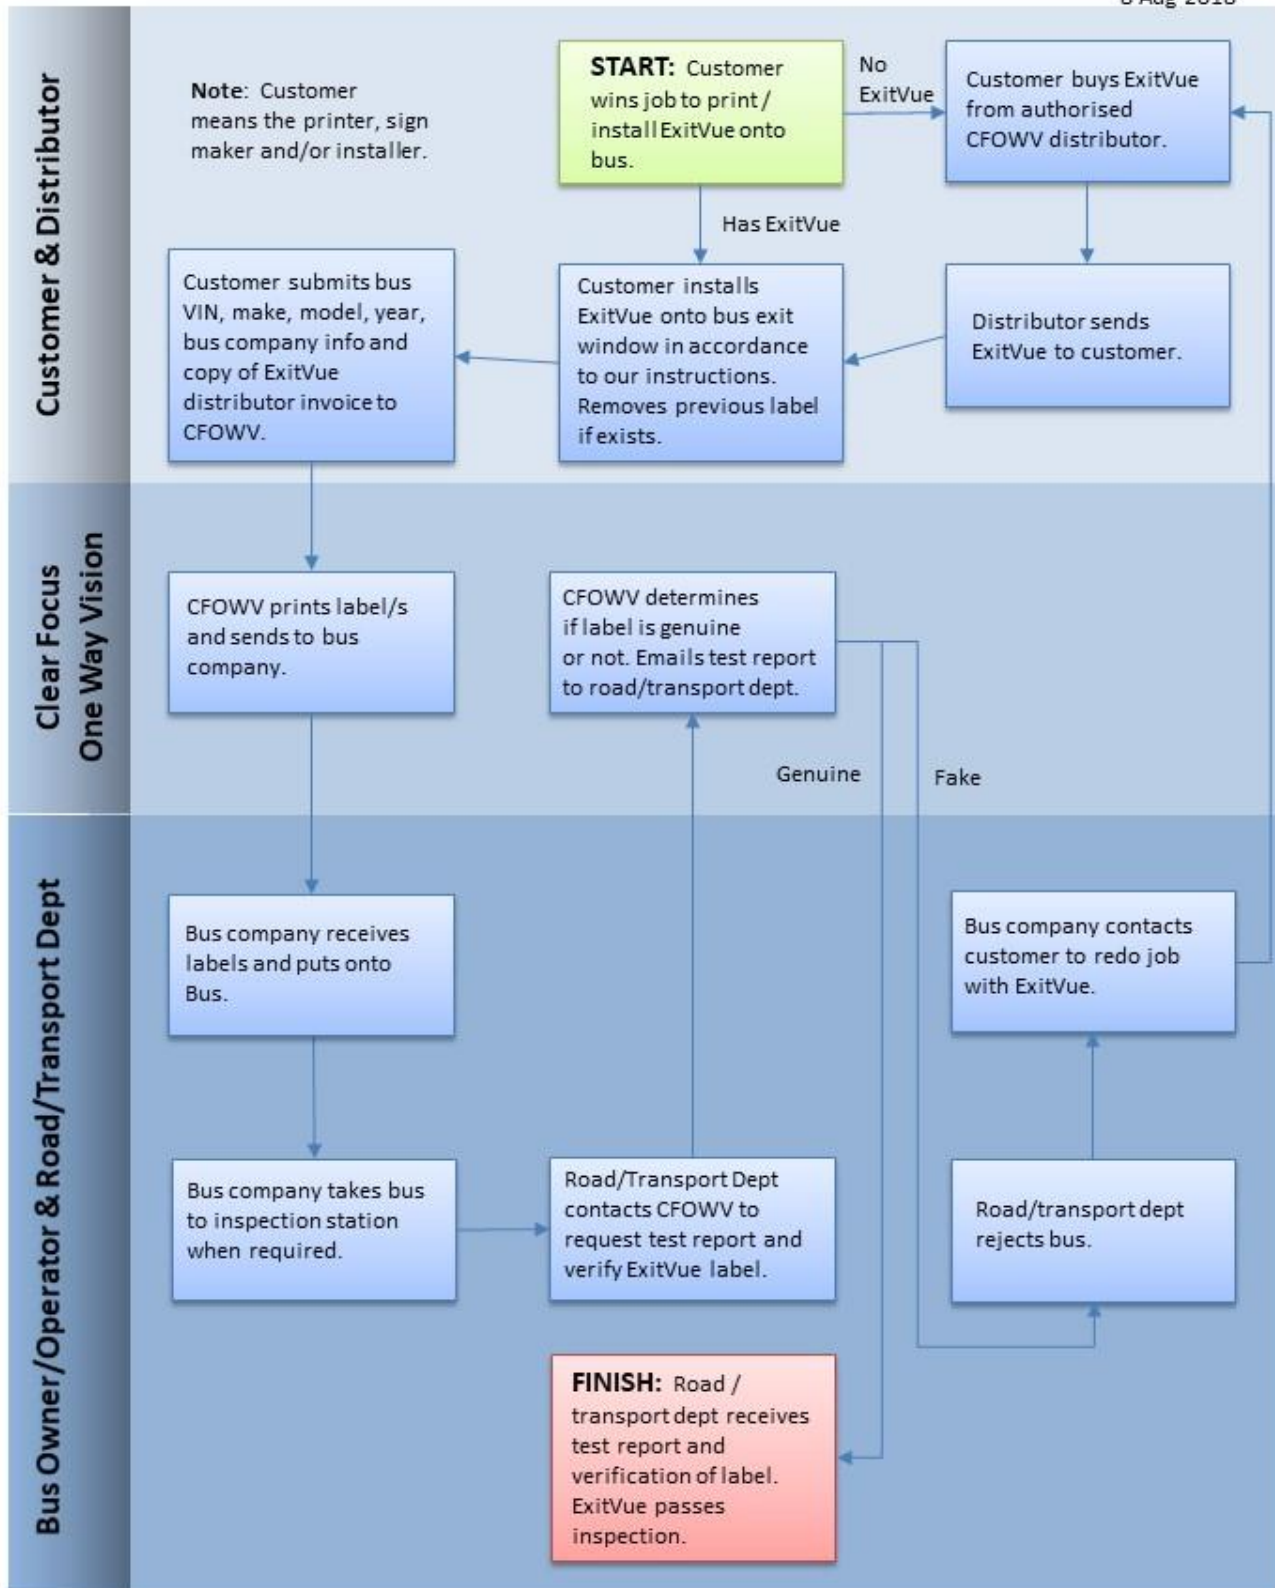 Customer & Distributor
Note: Customer
means the printer, sign
maker and/or installer.
START: Customer
wins job to print /
install ExitVue onto
bus.
No
ExitVue
Customer buys ExitVue
from authorised
CFOWV distributor.
Has ExitVue
Customer submits bus
VIN, make, model, year,
bus company info and
copy of ExitVue
distributor invoice to
CFOWV.
Customer installs
ExitVue onto bus exit
window in accordance
to our instructions.
Removes previous label
if exists.
Distributor sends
ExitVue to customer.
Clear Focus
One Way Vision
CFOWV prints label/s
and sends to bus
company.
CFOWV determines
if label is genuine
or not. Emails test report
to road/transport dept.
Genuine
Fake
Bus Owner/Operator & Road/Transport Dept
Bus company receives
labels and puts onto
Bus.
Bus company contacts
customer to redo job
with ExitVue.
Bus company takes bus
to inspection station
when required.
Road/Transport Dept
contacts CFOWV to
request test report and
verify ExitVue label.
Road/transport dept
rejects bus.
FINISH: Road /
transport dept receives
test report and
verification of label.
ExitVue passes
inspection.